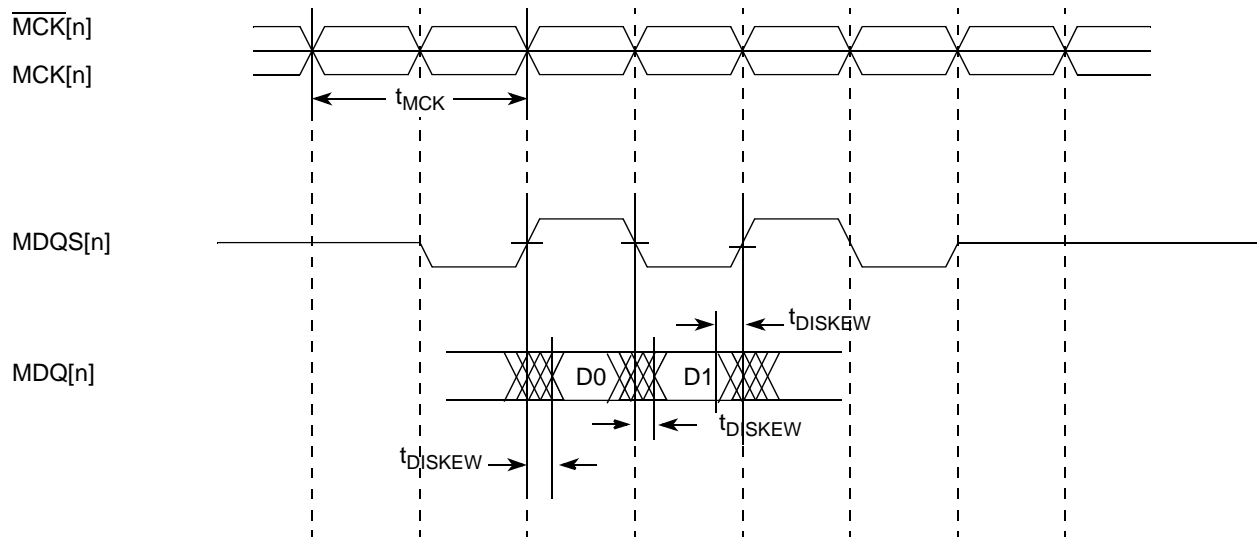 MCK[n]
MCK[n]
tMCK
MDQS[n]
tDISKEW
MDQ[n]
D0
D1
tDISKEW
tDISKEW